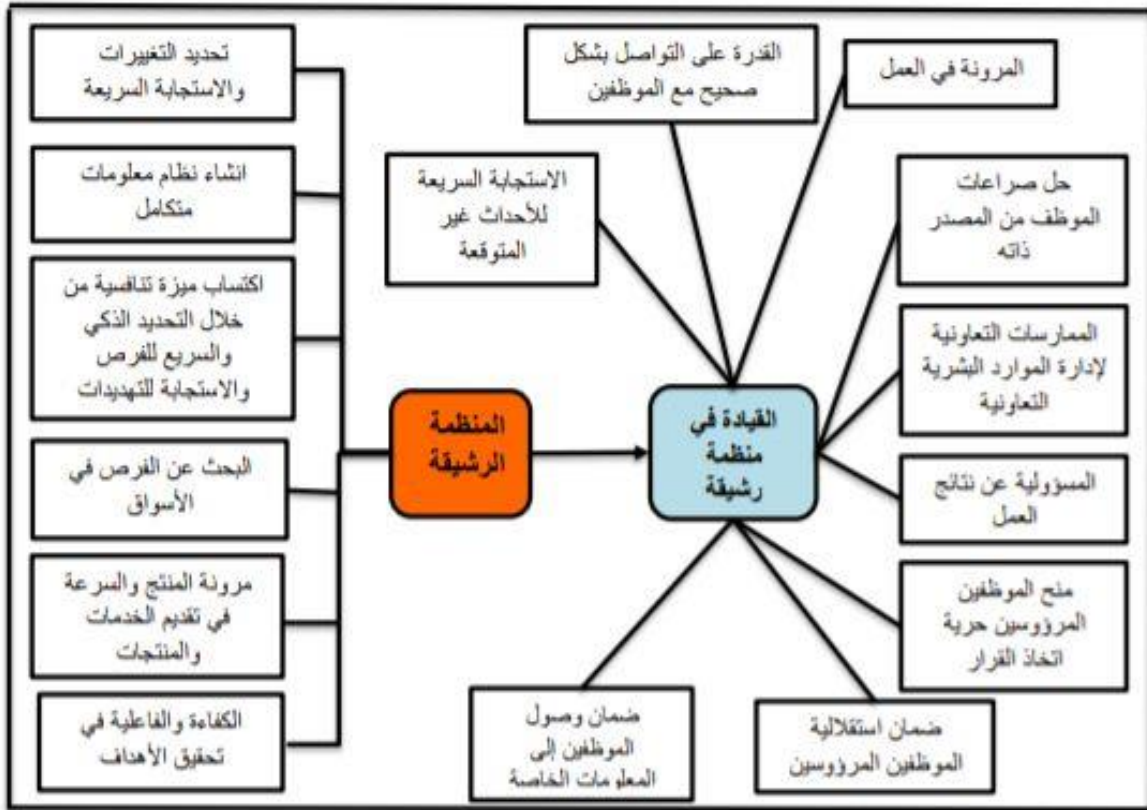 المرونة في العمل
القدرة على التواصل بشكل
صحيح مع الموظفين
الاستجابة السريعة
للأحداث غير
المتوقعة
حل صراعات
الموظف من المصدر
ذاته
الممارسات التعاونية
لإدارة الموارد البشرية
التعاونية
المسؤولية عن نتائج
العمل
منح الموظفين
المرؤوسين حرية
اتخاذ القرار
ضمان استقلالية
الموظفين المرؤوسين
ضمان وصول
الموظفين إلى
المعلومات الخاصة
القيادة في
منظمة
رشيقة
المنظمة
الرشيقة
تحديد التغييرات
والاستجابة السريعة
انشاء نظام معلومات
متكامل
اكتساب ميزة تنافسية من
خلال التحديد الذكي
والسريع للفرص
والاستجابة للتهديدات
البحث عن الفرص في
الأسواق
مرونة المنتج والسرعة
في تقديم الخدمات
والمنتجات
الكفاءة والفاعلية في
تحقيق الأهداف